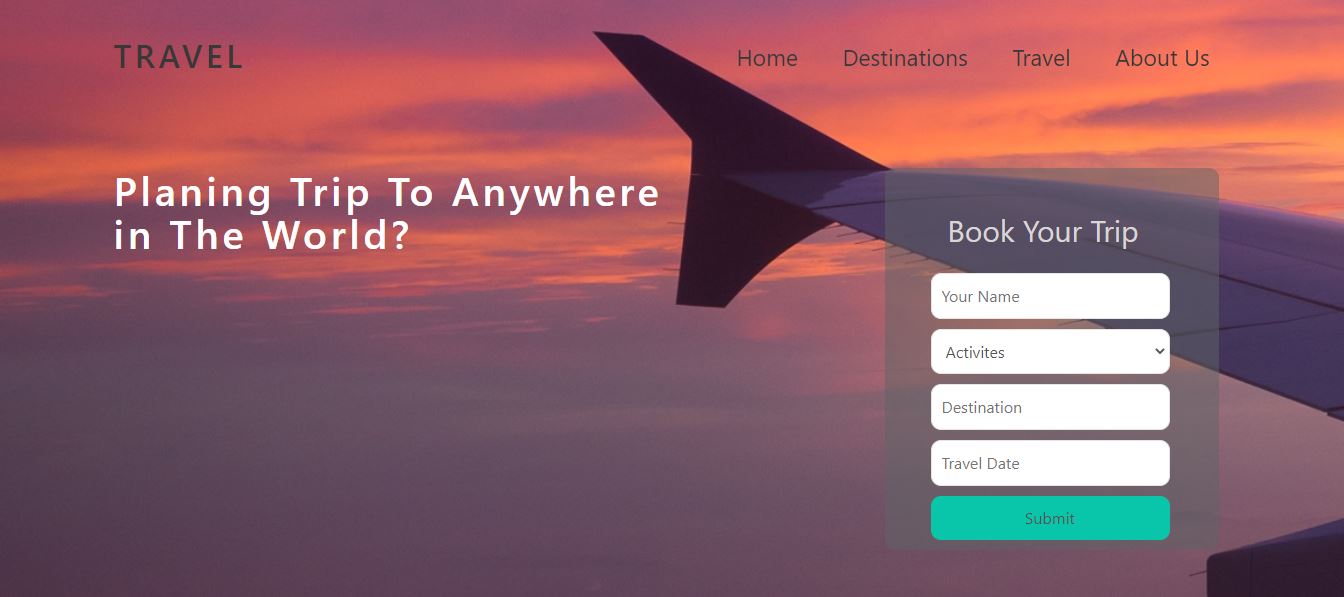 TRAVEL
Home Destinations Travel About Us
Planing Trip To Anywhere
in The World?
Book Your Trip
Your Name
Activites
Destination
Travel Date
Submit